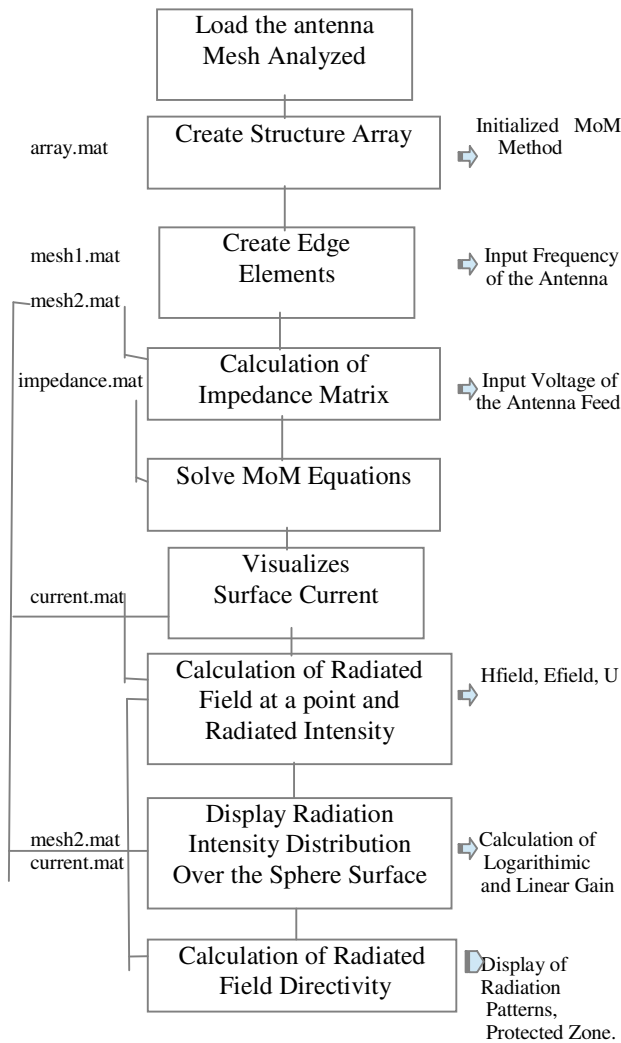 Load the antenna
Mesh Analyzed
array.mat
Create Structure Array
Initialized MoM
Method
mesh1.mat
mesh2.mat
Create Edge
Elements
Input Frequency
of the Antenna
impedance.mat
Calculation of
Impedance Matrix
Input Voltage of
the Antenna Feed
Solve MoM Equations
Visualizes
Surface Current
current.mat
Calculation of Radiated
Field at a point and
Radiated Intensity
Hfield, Efield, U
mesh2.mat
current.mat
Display Radiation
Intensity Distribution
Over the Sphere Surface
Calculation of
Logarithimic
and Linear Gain
Calculation of Radiated
Field Directivity
Display of
Radiation
Patterns,
Protected Zone.